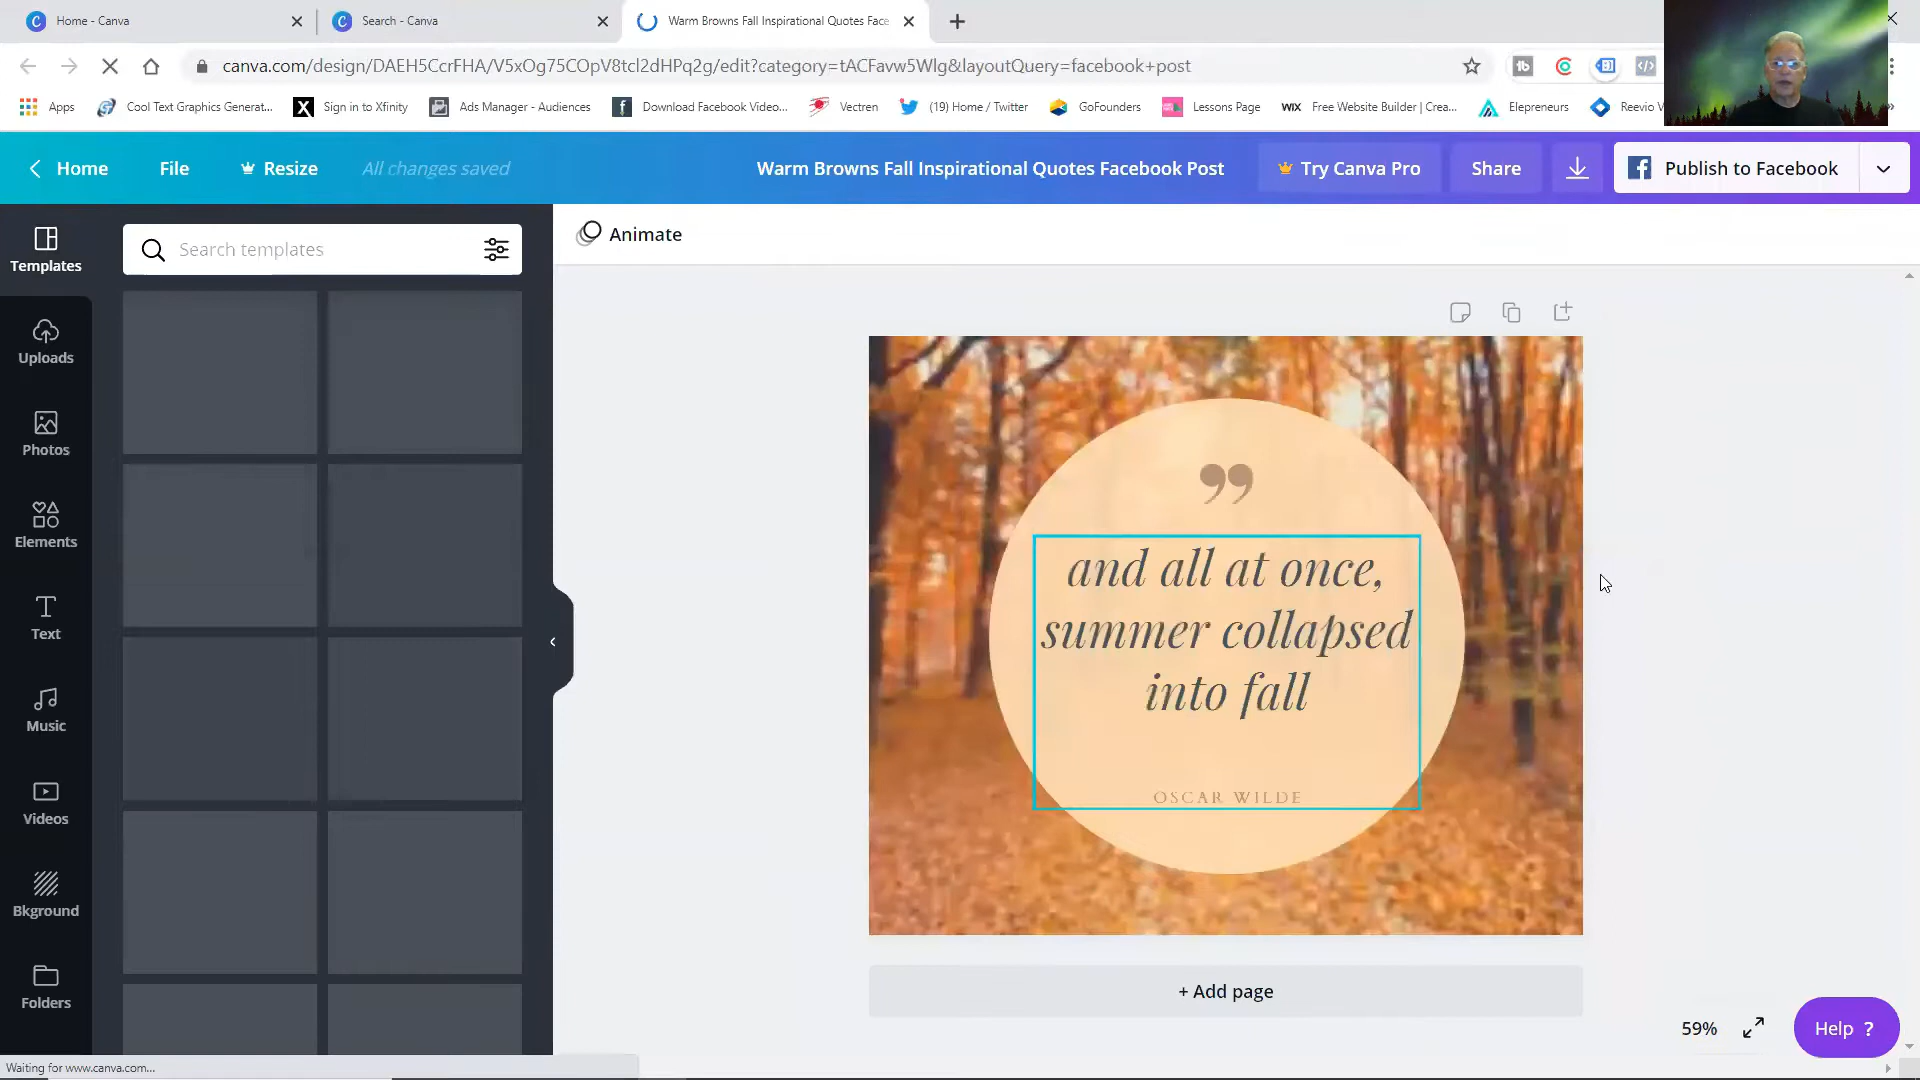 Home - Canva
Search - Canva
Warm Browns Fall Inspirational Quotes Face
canva.com/design/DAEH5CcrFHA/V5xOg75COpV8tcl2dHPq2g/edit?category=tACFavw5Wlg&layoutQuery=facebook+post
Apps
Cool Text Graphics Generat...
Sign in to Xfinity
Ads Manager - Audiences
Download Facebook Video...
Vectren
(19) Home / Twitter
GoFounders
Lessons Page
WIX Free Website Builder | Crea...
Elepreneurs
Reevio V
Home
File
Resize
All changes saved
Warm Browns Fall Inspirational Quotes Facebook Post
Try Canva Pro
Share
Publish to Facebook
Templates
Search templates
Animate
Uploads
Photos
Elements
Text
Music
Videos
Bkground
Folders
”
and all at once,
summer collapsed
into fall
OSCAR WILDE
+ Add page
59%
Help ?
Waiting for www.canva.com...